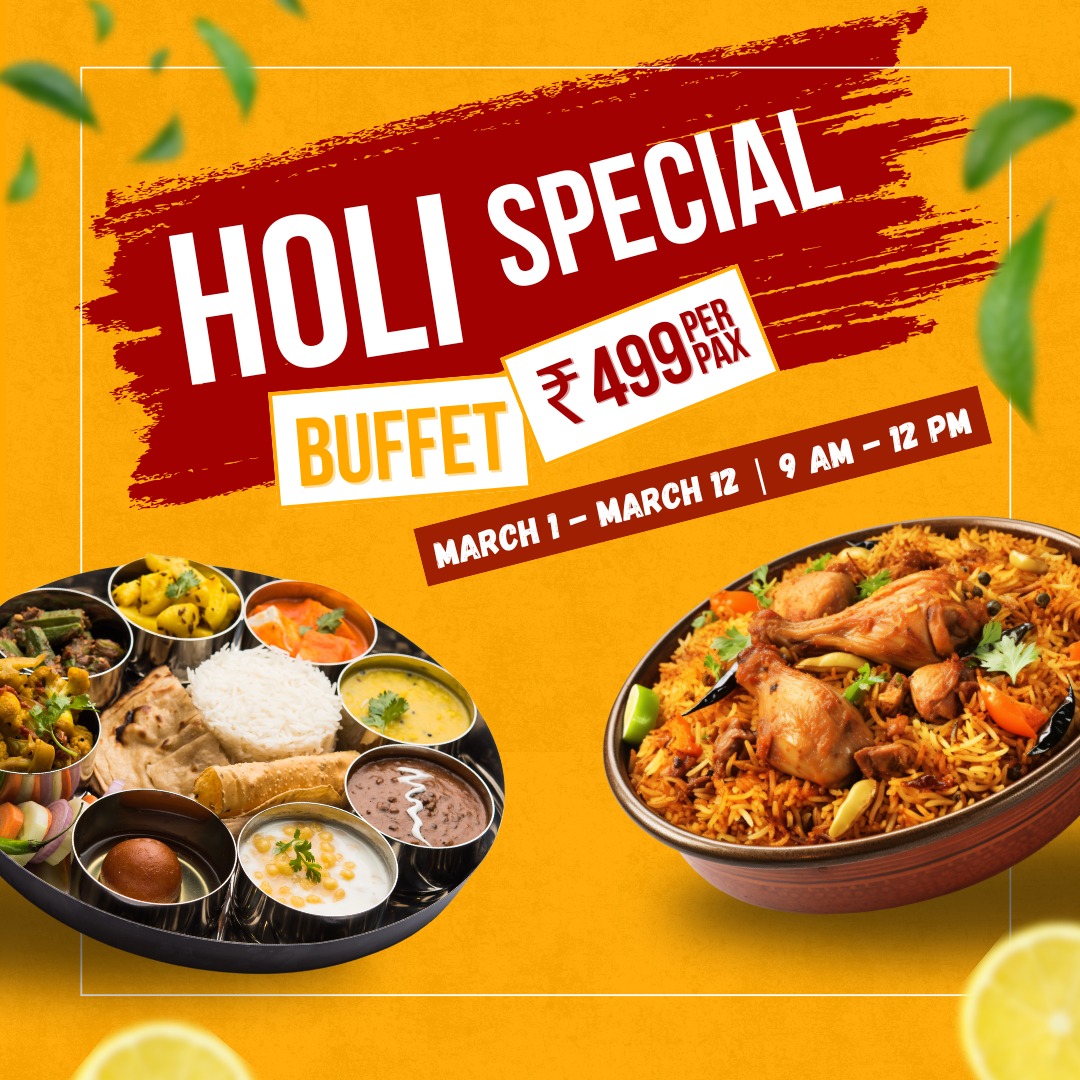 HOLI SPECIAL
BUFFET
₹499 PER
PAX
MARCH 1 – MARCH 12 | 9 AM – 12 PM